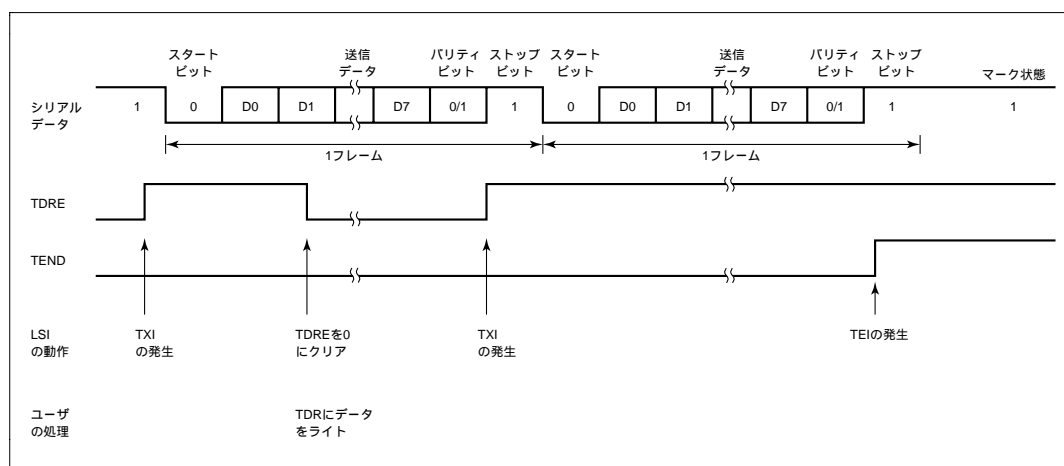 スタート
ビット
送信
データ
パリティ
ビット
ストップ
ビット
スタート
ビット
送信
データ
パリティ
ビット
ストップ
ビット
マーク状態
シリアル
データ
1
0
D0
D1
D7
0/1
1
0
D0
D1
D7
0/1
1
1
1フレーム
1フレーム
TDRE
TEND
LSI
の動作
TXI
の発生
TDREを0
にクリア
TXI
の発生
TEIの発生
ユーザ
の処理
TDRにデータ
をライト